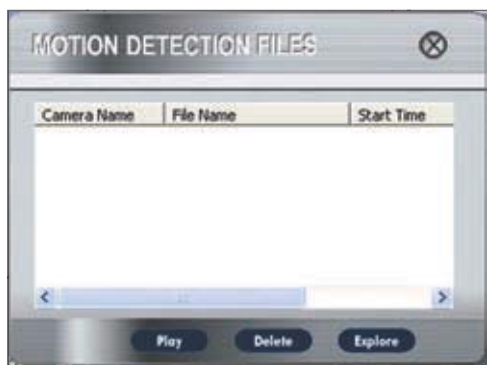 MOTION DETECTION FILES
Camera Name File Name Start Time
Play Delete Explore